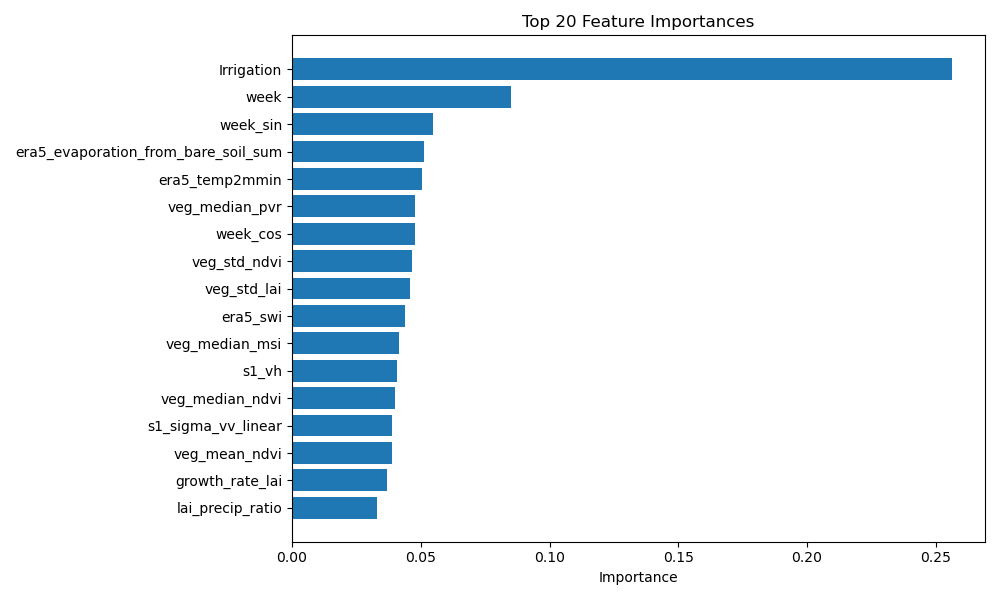 Top 20 Feature Importances
Irrigation
week
week_sin
era5_evaporation_from_bare_soil_sum
era5_temp2mmin
veg_median_pvr
week_cos
veg_std_ndvi
veg_std_lai
era5_swi
veg_median_msi
s1_vh
veg_median_ndvi
s1_sigma_vv_linear
veg_mean_ndvi
growth_rate_lai
lai_precip_ratio
0.00 0.05 0.10 0.15 0.20 0.25
Importance